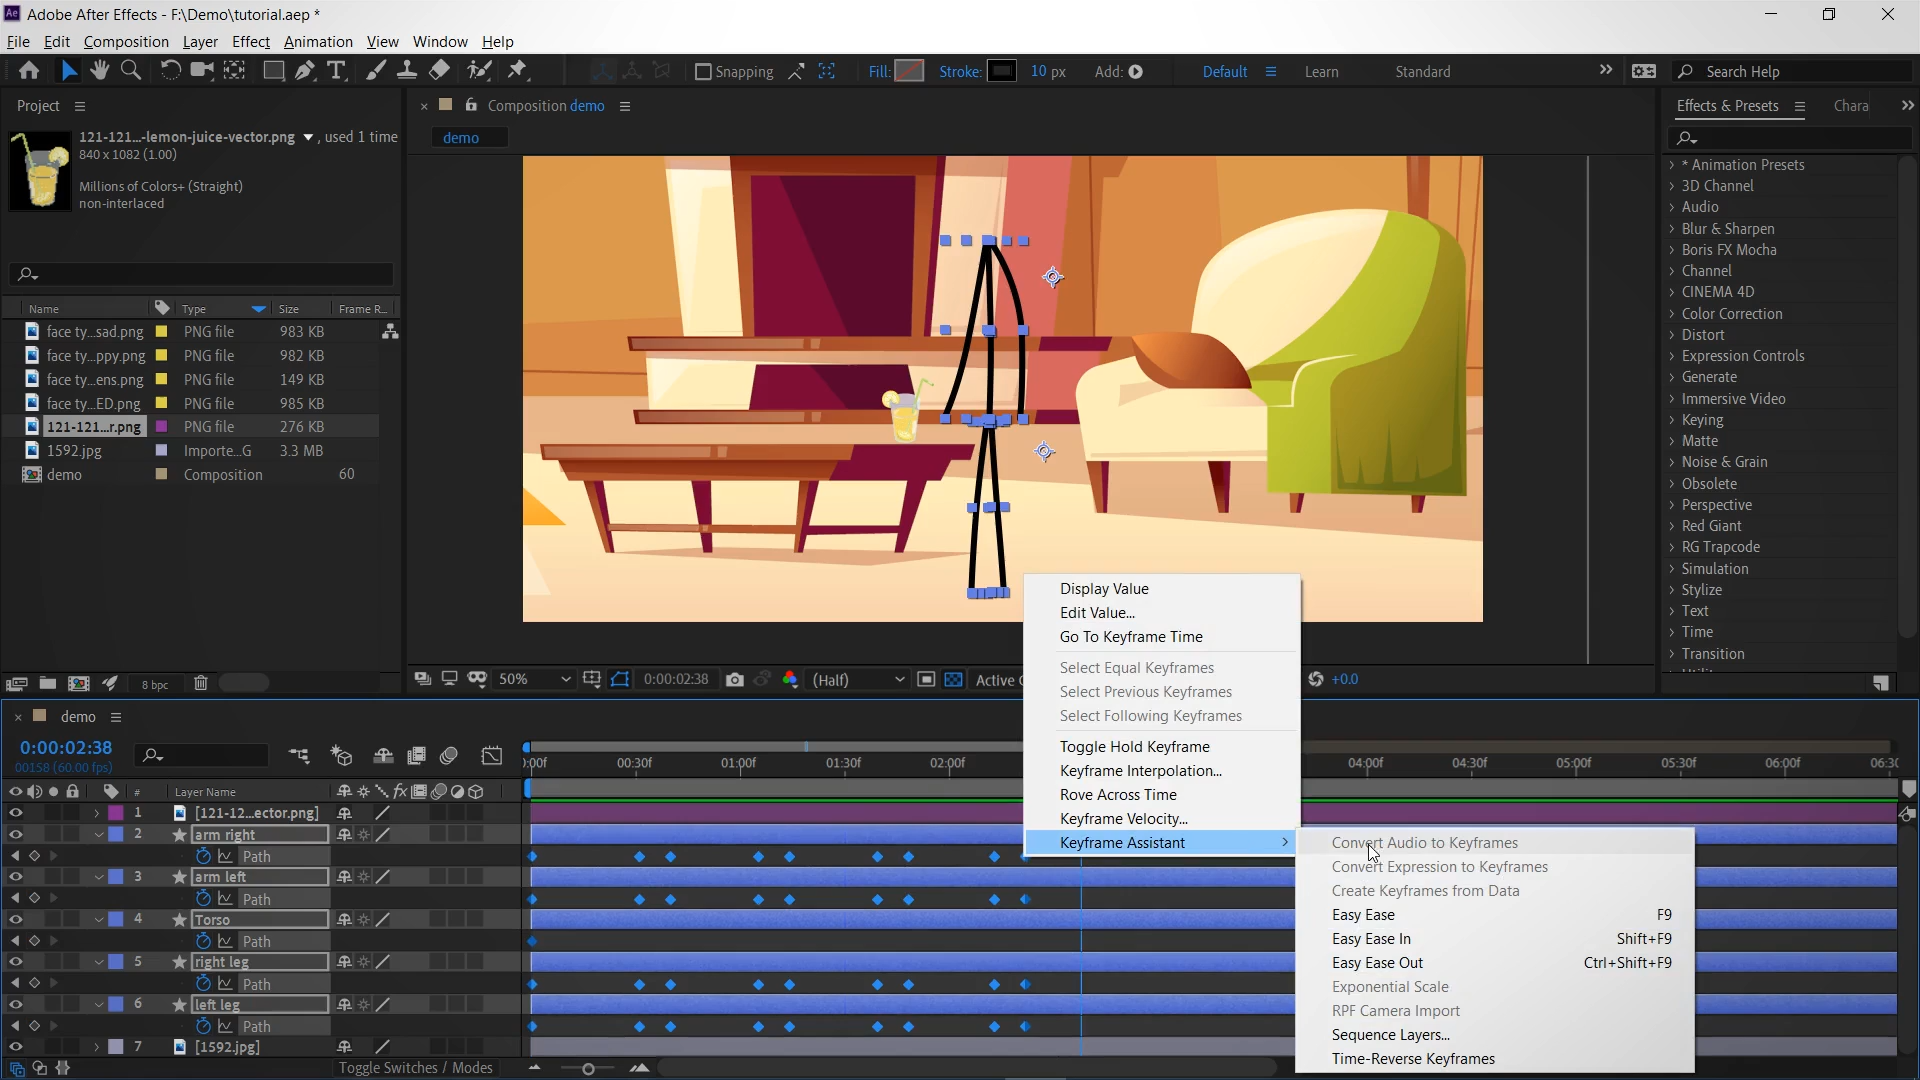 Ae Adobe After Effects - F:\Demo\tutorial.aep *
File Edit Composition Layer Effect Animation View Window Help
Snapping Fill: Stroke: 10 px Add: Default Learn Standard Search Help
Project
121-121...-lemon-juice-vector.png , used 1 time
840 x 1082 (1.00)
Millions of Colors+ (Straight)
non-interlaced
Name Type Size Frame R...
face ty...sad.png PNG file 983 KB
face ty...ppy.png PNG file 982 KB
face ty...ens.png PNG file 149 KB
face ty...ED.png PNG file 985 KB
121-121...r.png PNG file 276 KB
1592.jpg Importe...G 3.3 MB
demo Composition 60
8 bpc
Composition demo
demo
50% 0:00:02:38 (Half) Active C +0.0
Effects & Presets Chara
* Animation Presets
3D Channel
Audio
Blur & Sharpen
Boris FX Mocha
Channel
CINEMA 4D
Color Correction
Distort
Expression Controls
Generate
Immersive Video
Keying
Matte
Noise & Grain
Obsolete
Perspective
Red Giant
RG Trapcode
Simulation
Stylize
Text
Time
Transition
Display Value
Edit Value...
Go To Keyframe Time
Select Equal Keyframes
Select Previous Keyframes
Select Following Keyframes
Toggle Hold Keyframe
Keyframe Interpolation...
Rove Across Time
Keyframe Velocity...
Keyframe Assistant
Convert Audio to Keyframes
Convert Expression to Keyframes
Create Keyframes from Data
Easy Ease F9
Easy Ease In Shift+F9
Easy Ease Out Ctrl+Shift+F9
Exponential Scale
RPF Camera Import
Sequence Layers...
Time-Reverse Keyframes
demo
0:00:02:38
00158 (60.00 fps)
):00f 00:30f 01:00f 01:30f 02:00f 04:00f 04:30f 05:00f 05:30f 06:00f 06:30
# Layer Name
1 [121-12...ector.png]
2 arm right
Path
3 arm left
Path
4 Torso
Path
5 right leg
Path
6 left leg
Path
7 [1592.jpg]
Toggle Switches / Modes